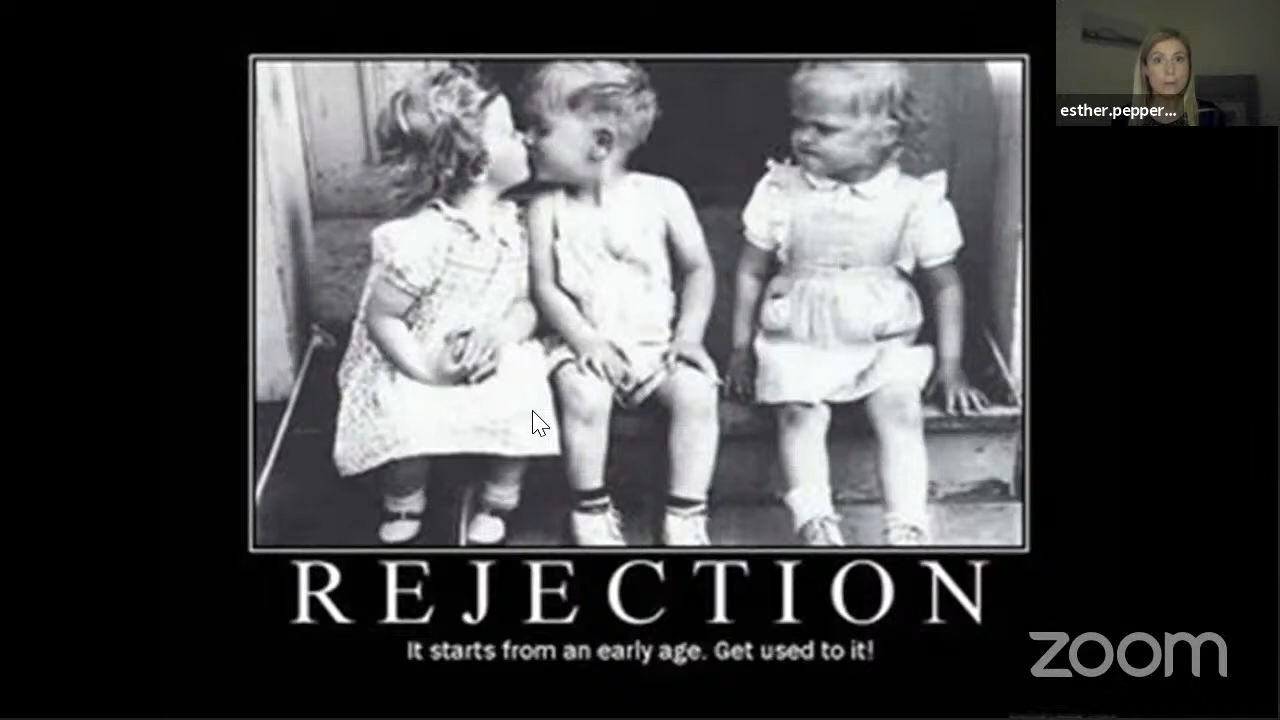 esther.pepper...
REJECTION
It starts from an early age. Get used to it!
zoom